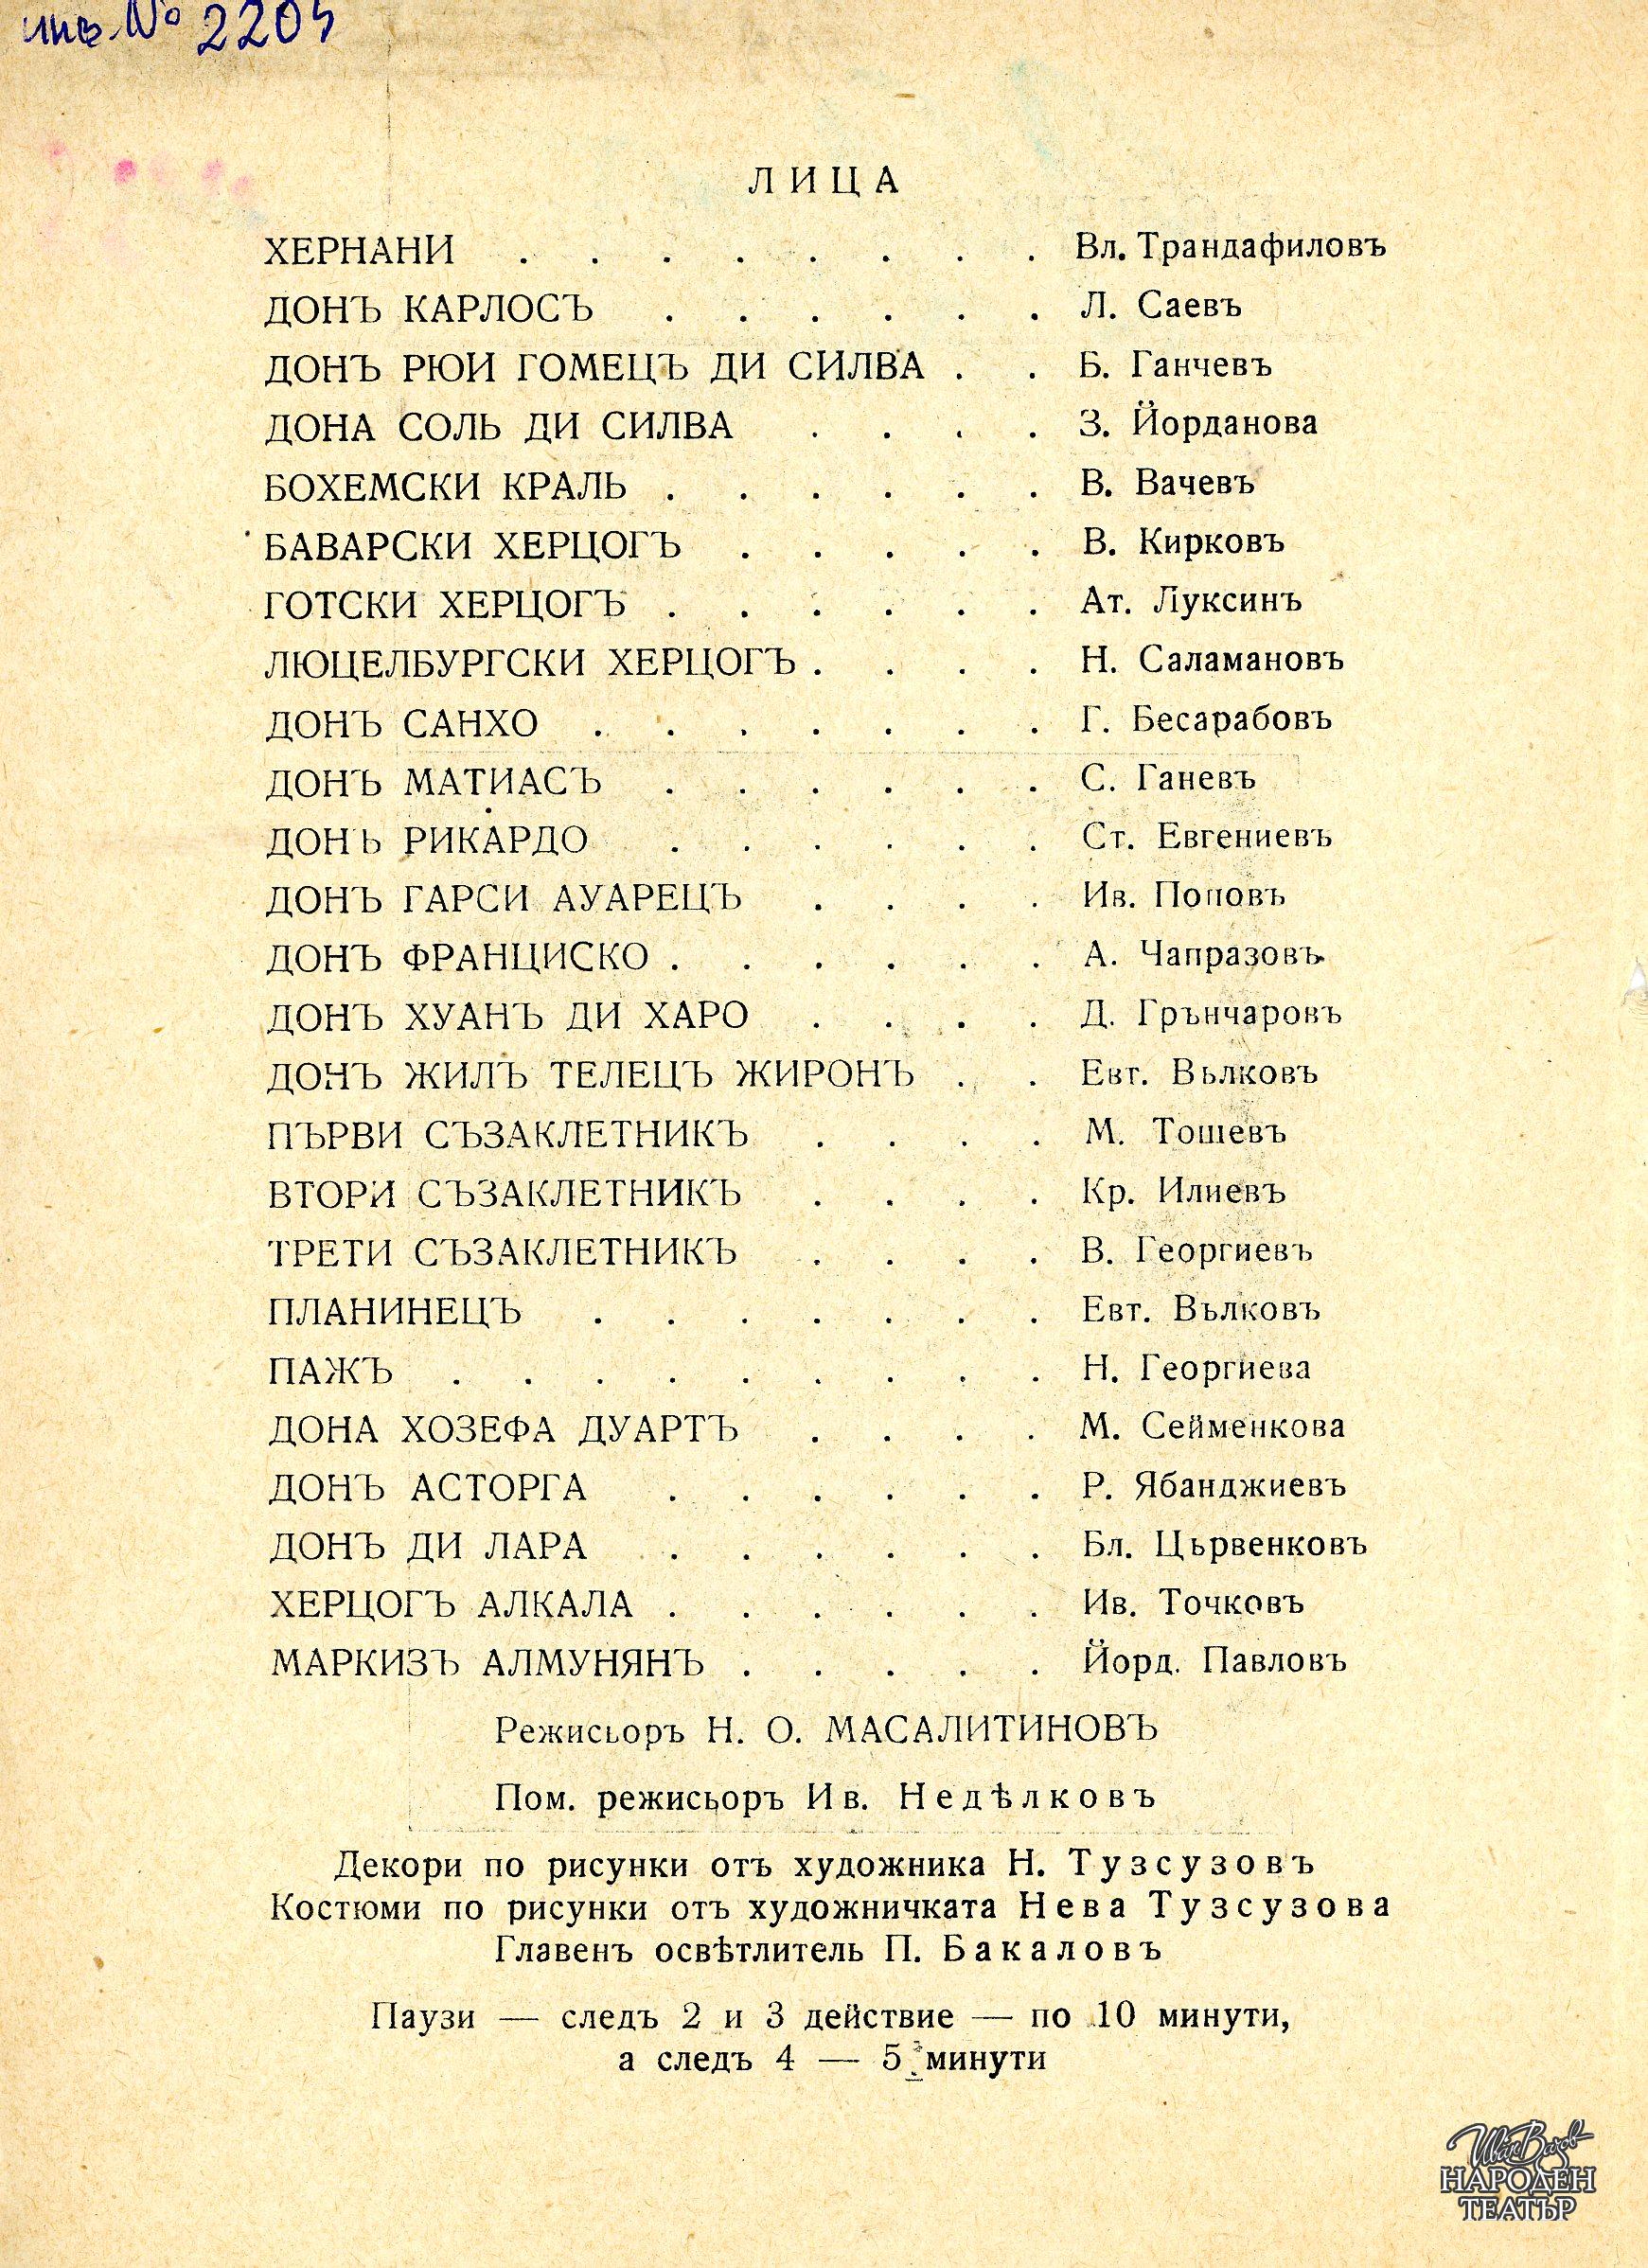 инв. № 2205
ЛИЦА
ХЕРНАНИ . . . . . . . . Вл. Трандафиловъ
ДОНЪ КАРЛОСЪ . . . . . . Л. Саевъ
ДОНЪ РЮИ ГОМЕЦЪ ДИ СИЛВА . . Б. Ганчевъ
ДОНА СОЛЬ ДИ СИЛВА . . . . З. Йорданова
БОХЕМСКИ КРАЛЬ . . . . . . В. Вачевъ
БАВАРСКИ ХЕРЦОГЪ . . . . . В. Кирковъ
ГОТСКИ ХЕРЦОГЪ . . . . . . Ат. Луксинъ
ЛЮЦЕЛБУРГСКИ ХЕРЦОГЪ . . . . Н. Саламановъ
ДОНЪ САНХО . . . . . . . Г. Бесарабовъ
ДОНЪ МАТИАСЪ . . . . . . С. Ганевъ
ДОНЪ РИКАРДО . . . . . . Ст. Евгениевъ
ДОНЪ ГАРСИ АУАРЕЦЪ . . . . Ив. Поповъ
ДОНЪ ФРАНЦИСКО . . . . . . А. Чапразовъ
ДОНЪ ХУАНЪ ДИ ХАРО . . . . Д. Грънчаровъ
ДОНЪ ЖИЛЪ ТЕЛЕЦЪ ЖИРОНЪ . . Евт. Вълковъ
ПЪРВИ СЪЗАКЛЕТНИКЪ . . . . М. Тошевъ
ВТОРИ СЪЗАКЛЕТНИКЪ . . . . Кр. Илиевъ
ТРЕТИ СЪЗАКЛЕТНИКЪ . . . . В. Георгиевъ
ПЛАНИНЕЦЪ . . . . . . . Евт. Вълковъ
ПАЖЪ . . . . . . . . . Н. Георгиева
ДОНА ХОЗЕФА ДУАРТЪ . . . . М. Сейменкова
ДОНЪ АСТОРГА . . . . . . Р. Ябанджиевъ
ДОНЪ ДИ ЛАРА . . . . . . Бл. Цървенковъ
ХЕРЦОГЪ АЛКАЛА . . . . . . Ив. Точковъ
МАРКИЗЪ АЛМУНЯНЪ . . . . . Йорд. Павловъ
Режисьоръ Н. О. МАСАЛИТИНОВЪ
Пом. режисьоръ Ив. Недѣлковъ
Декори по рисунки отъ художника Н. Тузсузовъ
Костюми по рисунки отъ художничката Нева Тузсузова
Главенъ освѣтлитель П. Бакаловъ
Паузи — следъ 2 и 3 действие — по 10 минути,
а следъ 4 — 5 минути
Иван Вазов
НАРОДЕН
ТЕАТЪР